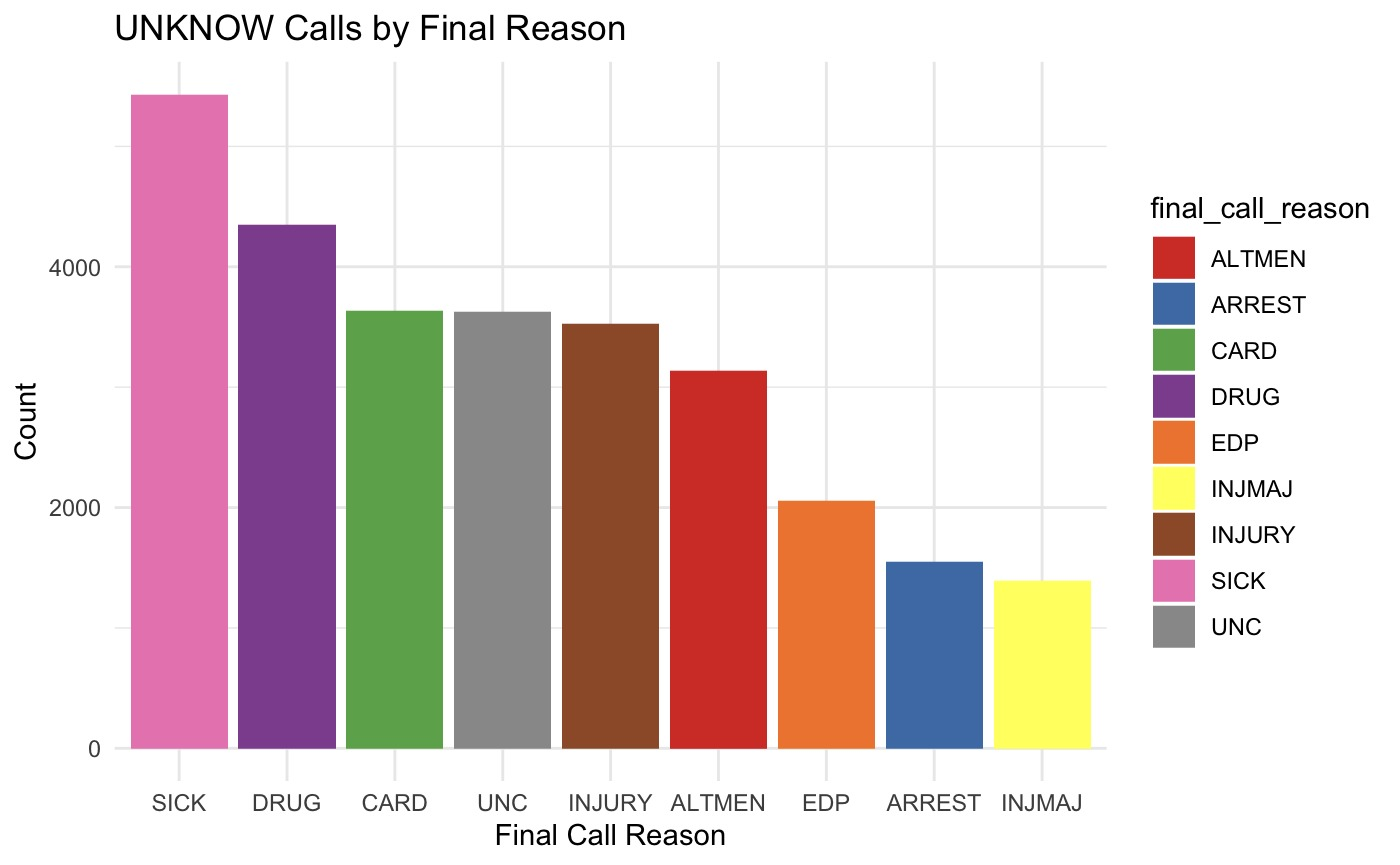 UNKNOW Calls by Final Reason
Count
4000
2000
0
SICK DRUG CARD UNC INJURY ALTMEN EDP ARREST INJMAJ
Final Call Reason
final_call_reason
ALTMEN
ARREST
CARD
DRUG
EDP
INJMAJ
INJURY
SICK
UNC